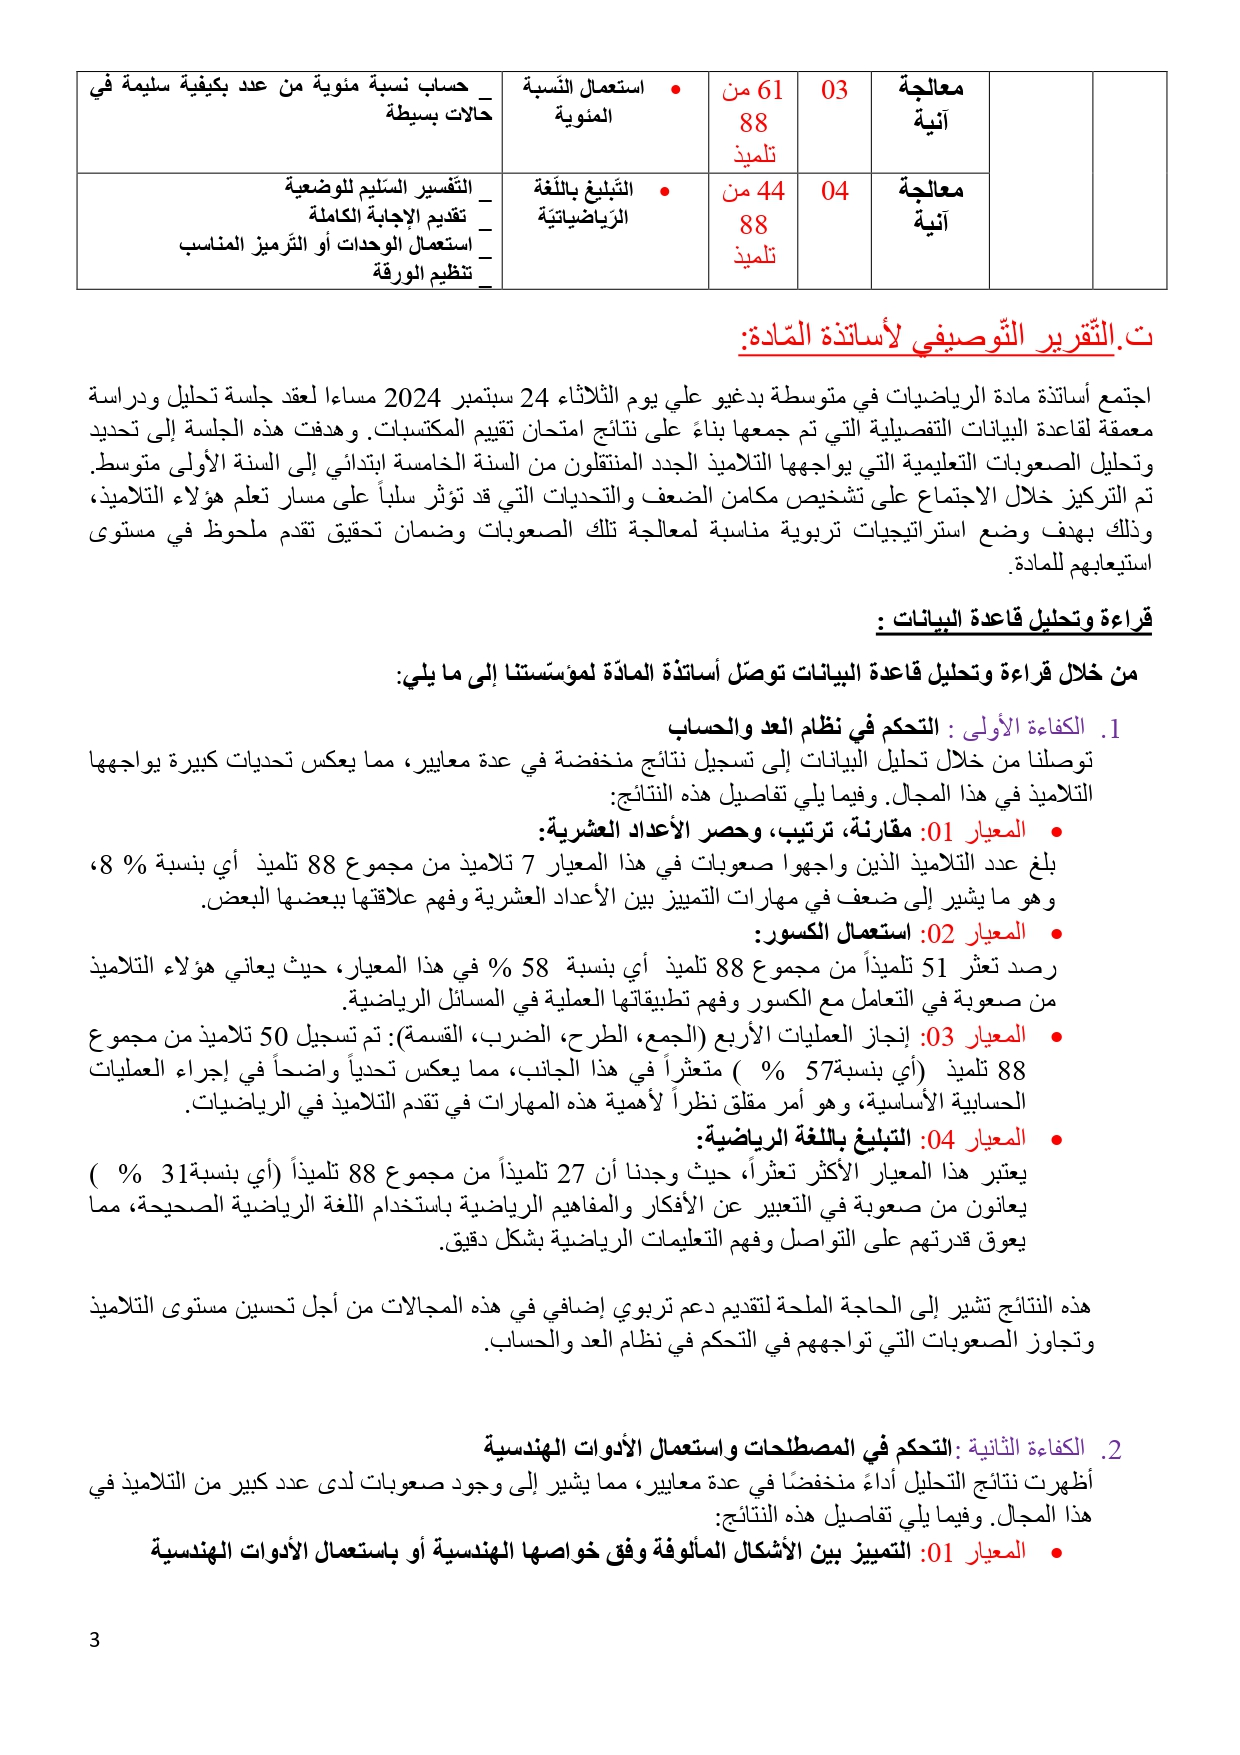 معالجة آنية
03
61 من 88 تلميذ
• استعمال النَسبة المئوية
_ حساب نسبة مئوية من عدد بكيفية سليمة في حالات بسيطة
معالجة آنية
04
44 من 88 تلميذ
• التَبليغ باللَغة الرَياضياتيَة
_ التَفسير السَليم للوضعية
_ تقديم الإجابة الكاملة
_ استعمال الوحدات أو التَرميز المناسب
_ تنظيم الورقة
ت.التّقرير التّوصيفي لأساتذة المّادة:
اجتمع أساتذة مادة الرياضيات في متوسطة بدغيو علي يوم الثلاثاء 24 سبتمبر 2024 مساءا لعقد جلسة تحليل ودراسة
معمقة لقاعدة البيانات التفصيلية التي تم جمعها بناءً على نتائج امتحان تقييم المكتسبات. وهدفت هذه الجلسة إلى تحديد
وتحليل الصعوبات التعليمية التي يواجهها التلاميذ الجدد المنتقلون من السنة الخامسة ابتدائي إلى السنة الأولى متوسط.
تم التركيز خلال الاجتماع على تشخيص مكامن الضعف والتحديات التي قد تؤثر سلباً على مسار تعلم هؤلاء التلاميذ،
وذلك بهدف وضع استراتيجيات تربوية مناسبة لمعالجة تلك الصعوبات وضمان تحقيق تقدم ملحوظ في مستوى
استيعابهم للمادة.
قراءة وتحليل قاعدة البيانات :
من خلال قراءة وتحليل قاعدة البيانات توصّل أساتذة المادّة لمؤسّستنا إلى ما يلي:
1. الكفاءة الأولى : التحكم في نظام العد والحساب
توصلنا من خلال تحليل البيانات إلى تسجيل نتائج منخفضة في عدة معايير، مما يعكس تحديات كبيرة يواجهها
التلاميذ في هذا المجال. وفيما يلي تفاصيل هذه النتائج:
• المعيار 01: مقارنة، ترتيب، وحصر الأعداد العشرية:
بلغ عدد التلاميذ الذين واجهوا صعوبات في هذا المعيار 7 تلاميذ من مجموع 88 تلميذ أي بنسبة % 8،
وهو ما يشير إلى ضعف في مهارات التمييز بين الأعداد العشرية وفهم علاقتها ببعضها البعض.
• المعيار 02: استعمال الكسور:
رصد تعثر 51 تلميذاً من مجموع 88 تلميذ أي بنسبة 58 % في هذا المعيار، حيث يعاني هؤلاء التلاميذ
من صعوبة في التعامل مع الكسور وفهم تطبيقاتها العملية في المسائل الرياضية.
• المعيار 03: إنجاز العمليات الأربع (الجمع، الطرح، الضرب، القسمة): تم تسجيل 50 تلاميذ من مجموع
88 تلميذ (أي بنسبة57 % ) متعثراً في هذا الجانب، مما يعكس تحدياً واضحاً في إجراء العمليات
الحسابية الأساسية، وهو أمر مقلق نظراً لأهمية هذه المهارات في تقدم التلاميذ في الرياضيات.
• المعيار 04: التبليغ باللغة الرياضية:
يعتبر هذا المعيار الأكثر تعثراً، حيث وجدنا أن 27 تلميذاً من مجموع 88 تلميذاً (أي بنسبة31 % )
يعانون من صعوبة في التعبير عن الأفكار والمفاهيم الرياضية باستخدام اللغة الرياضية الصحيحة، مما
يعوق قدرتهم على التواصل وفهم التعليمات الرياضية بشكل دقيق.
هذه النتائج تشير إلى الحاجة الملحة لتقديم دعم تربوي إضافي في هذه المجالات من أجل تحسين مستوى التلاميذ
وتجاوز الصعوبات التي تواجههم في التحكم في نظام العد والحساب.
2. الكفاءة الثانية :التحكم في المصطلحات واستعمال الأدوات الهندسية
أظهرت نتائج التحليل أداءً منخفضًا في عدة معايير، مما يشير إلى وجود صعوبات لدى عدد كبير من التلاميذ في
هذا المجال. وفيما يلي تفاصيل هذه النتائج:
• المعيار 01: التمييز بين الأشكال المألوفة وفق خواصها الهندسية أو باستعمال الأدوات الهندسية
3